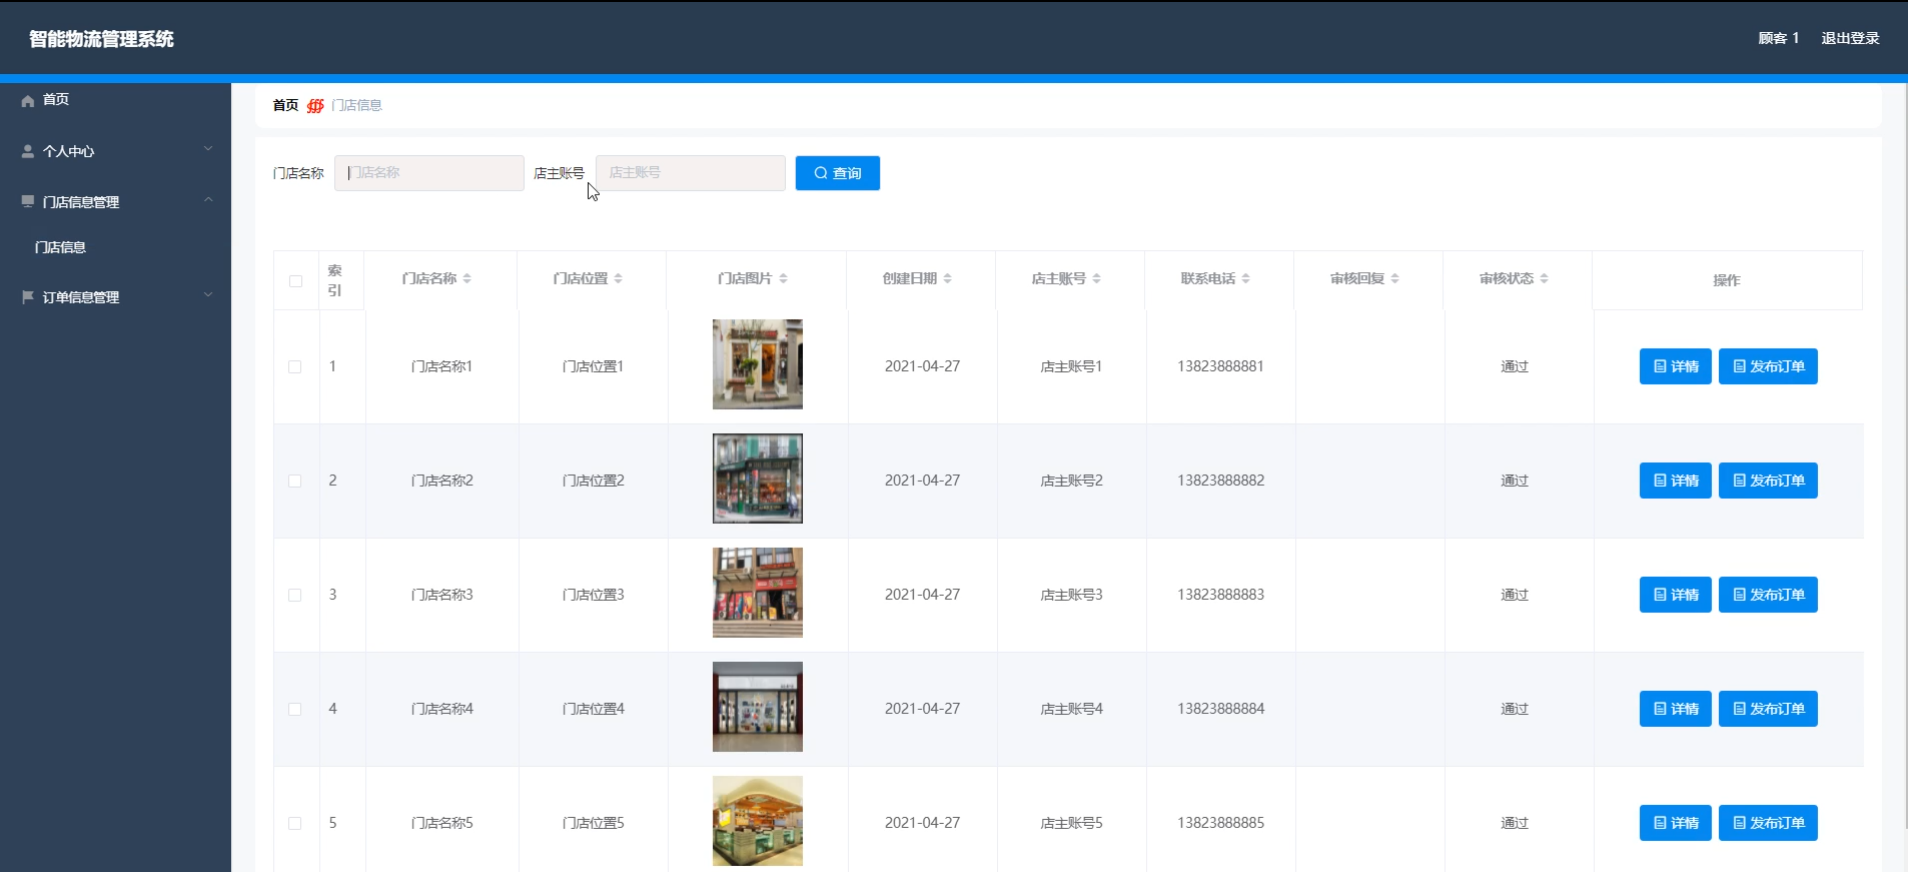 智能物流管理系统
顾客 1 退出登录
首页
个人中心
门店信息管理
门店信息
订单信息管理
首页 门店信息
门店名称 门店名称 店主账号 店主账号 查询
索引 门店名称 门店位置 门店图片 创建日期 店主账号 联系电话 审核回复 审核状态 操作
1 门店名称1 门店位置1 2021-04-27 店主账号1 13823888881 通过 详情 发布订单
2 门店名称2 门店位置2 2021-04-27 店主账号2 13823888882 通过 详情 发布订单
3 门店名称3 门店位置3 2021-04-27 店主账号3 13823888883 通过 详情 发布订单
4 门店名称4 门店位置4 2021-04-27 店主账号4 13823888884 通过 详情 发布订单
5 门店名称5 门店位置5 2021-04-27 店主账号5 13823888885 通过 详情 发布订单